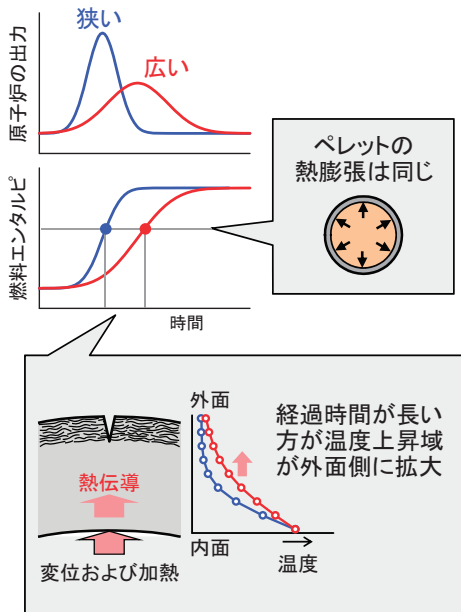 狭い
広い
原子炉の出力
燃料エンタルピ
時間
ペレットの
熱膨張は同じ
外面
熱伝導
内面
温度
変位および加熱
経過時間が長い
方が温度上昇域
が外面側に拡大